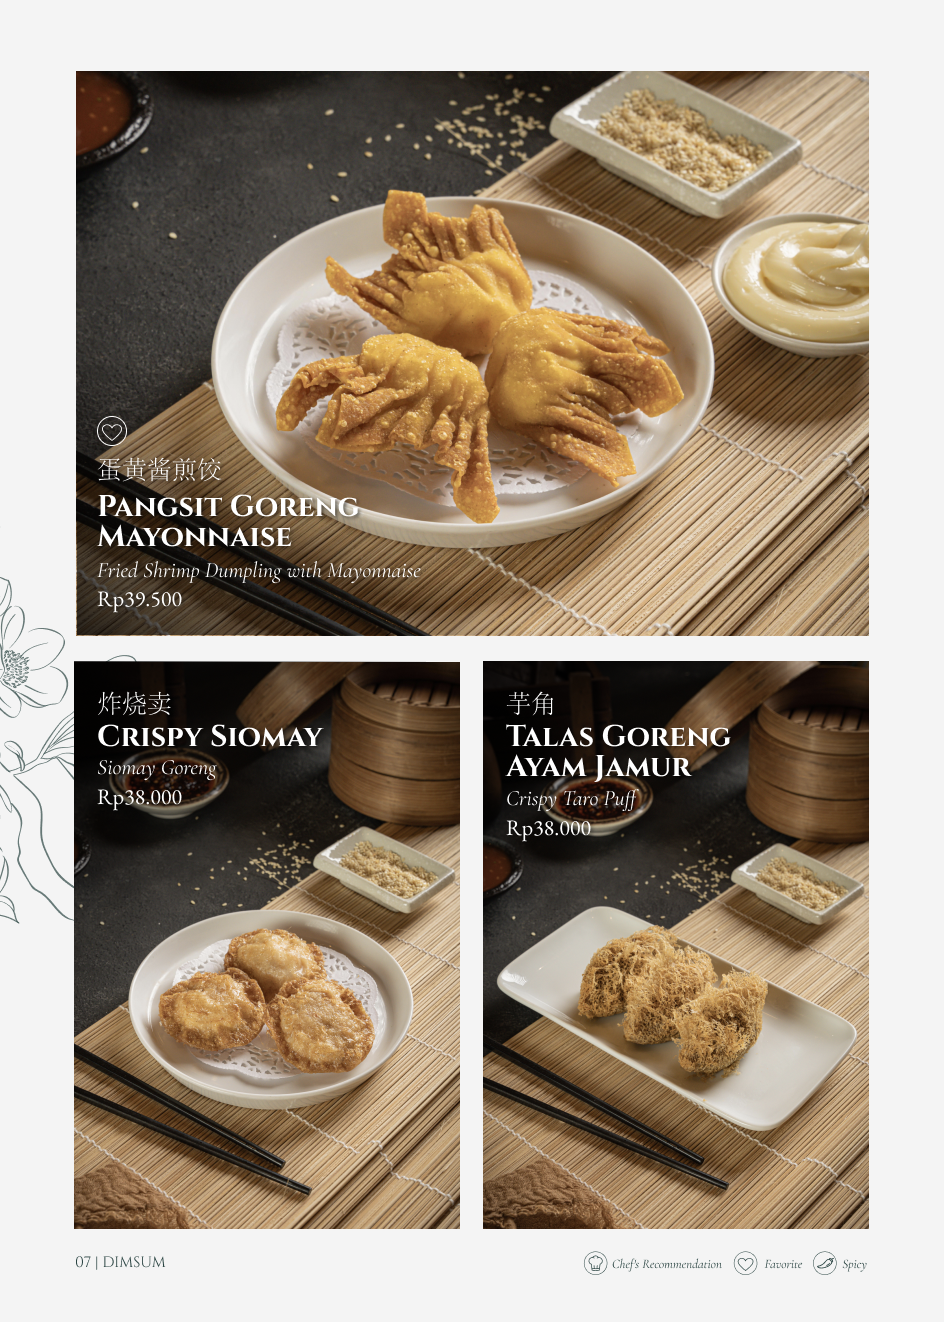 蛋黄酱煎饺
Pangsit Goreng
Mayonnaise
Fried Shrimp Dumpling with Mayonnaise
Rp39.500
炸烧卖
Crispy Siomay
Siomay Goreng
Rp38.000
芋角
Talas Goreng
Ayam Jamur
Crispy Taro Puff
Rp38.000
07 | DIMSUM
Chef's Recommendation
Favorite
Spicy